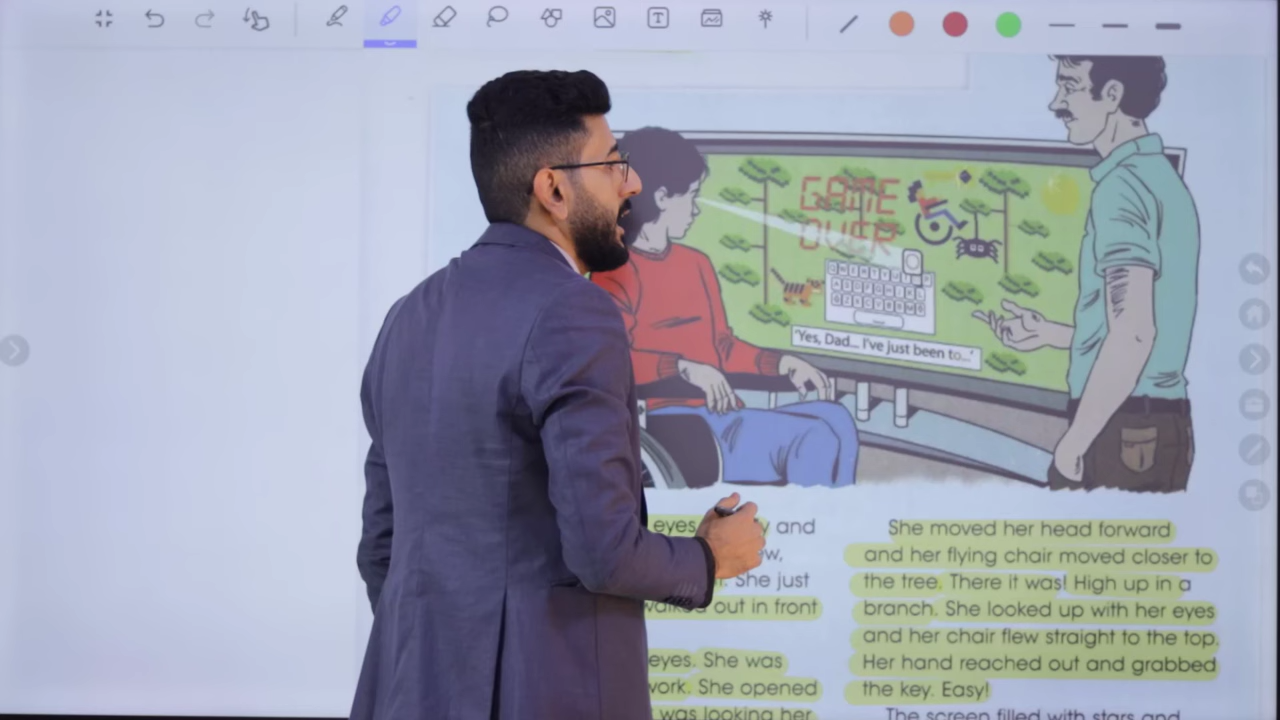 GAME
OVER
'Yes, Dad... I've just been to...'
eyes and
She just
walked out in front
eyes. She was
work. She opened
was looking her
She moved her head forward
and her flying chair moved closer to
the tree. There it was! High up in a
branch. She looked up with her eyes
and her chair flew straight to the top.
Her hand reached out and grabbed
the key. Easy!
The screen filled with stars and